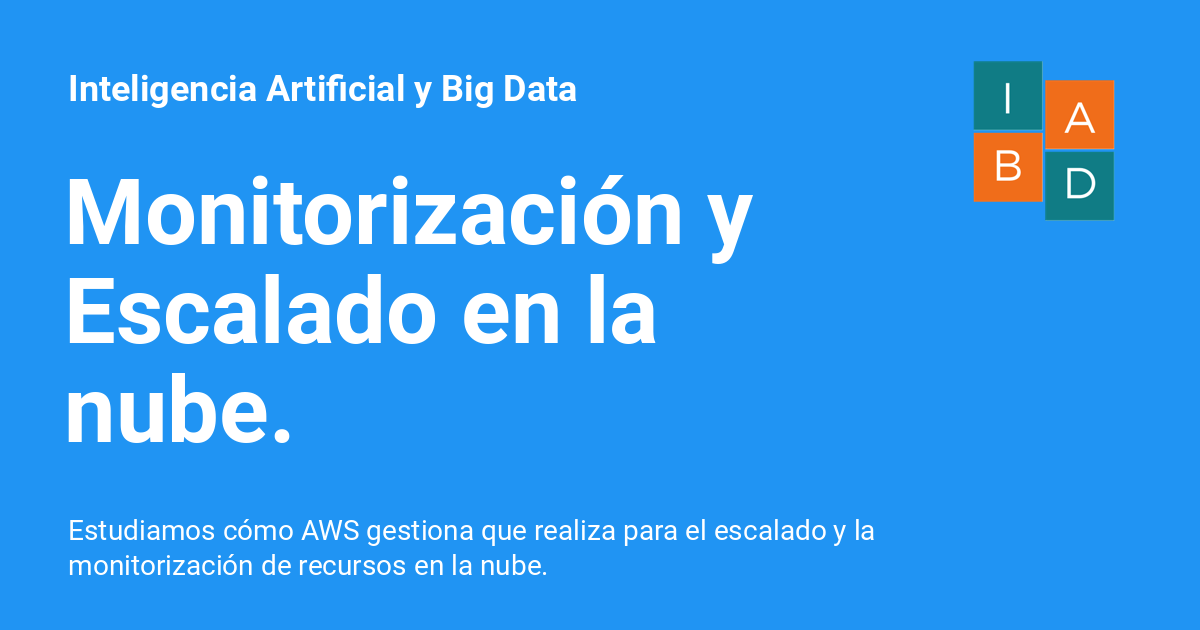 Inteligencia Artificial y Big Data
I A
B D
Monitorización y
Escalado en la
nube.
Estudiamos cómo AWS gestiona que realiza para el escalado y la
monitorización de recursos en la nube.